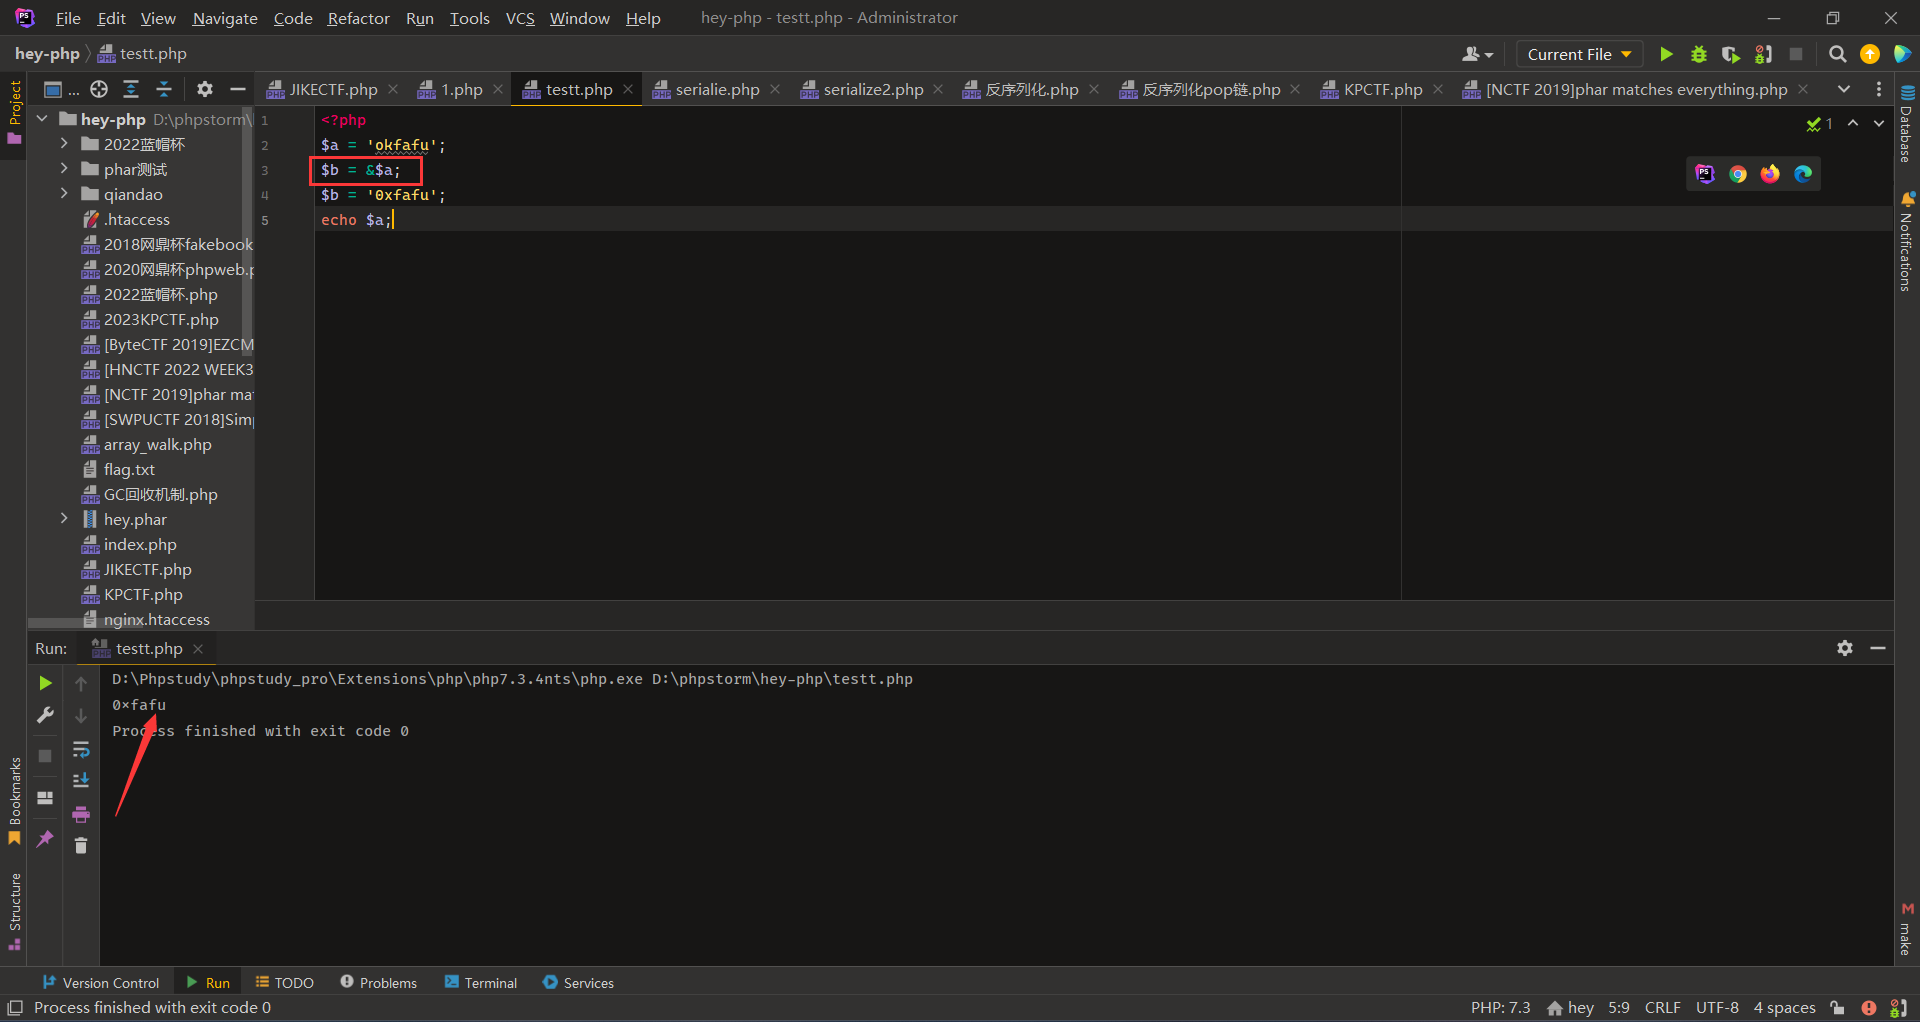 File Edit View Navigate Code Refactor Run Tools VCS Window Help hey-php - testt.php - Administrator
hey-php testt.php Current File
Project ... JIKECTF.php 1.php testt.php serialie.php serialize2.php 反序列化.php 反序列化pop链.php KPCTF.php [NCTF 2019]phar matches everything.php
hey-php D:\phpstorm\
2022蓝帽杯
phar测试
qiandao
.htaccess
2018网鼎杯fakebook
2020网鼎杯phpweb.p
2022蓝帽杯.php
2023KPCTF.php
[ByteCTF 2019]EZCM
[HNCTF 2022 WEEK3
[NCTF 2019]phar mat
[SWPUCTF 2018]Simp
array_walk.php
flag.txt
GC回收机制.php
hey.phar
index.php
JIKECTF.php
KPCTF.php
nginx.htaccess
1 <?php
2 $a = 'okfafu';
3 $b = &$a;
4 $b = '0xfafu';
5 echo $a;
1
Database
Notifications
make
Run: testt.php
D:\Phpstudy\phpstudy_pro\Extensions\php\php7.3.4nts\php.exe D:\phpstorm\hey-php\testt.php
0xfafu
Process finished with exit code 0
Bookmarks
Structure
Version Control Run TODO Problems Terminal Services
Process finished with exit code 0 PHP: 7.3 hey 5:9 CRLF UTF-8 4 spaces